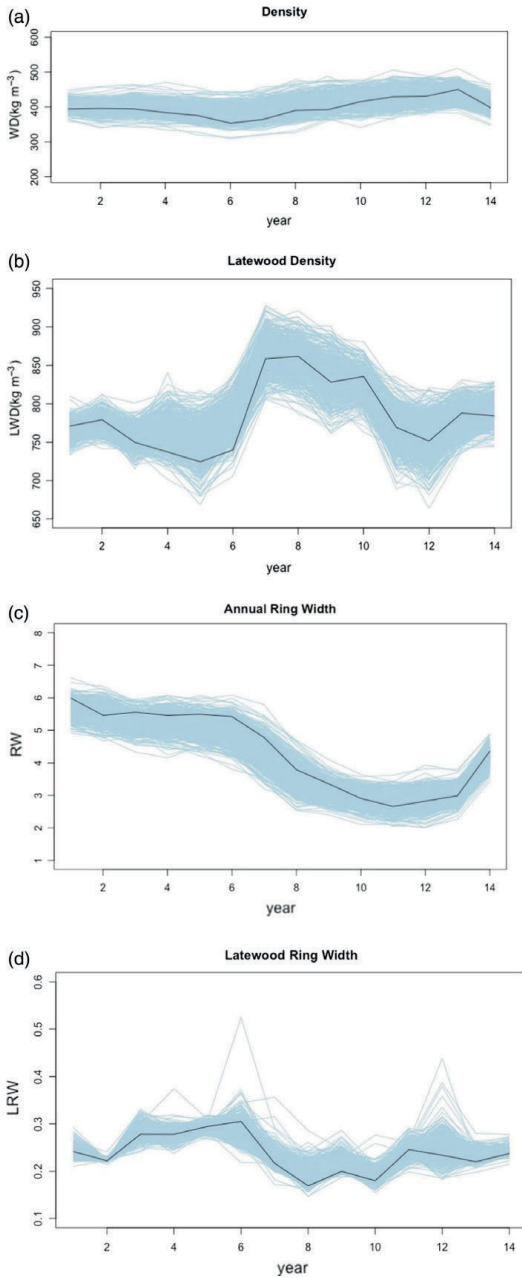 (a)
Density
WD(kg m⁻³)
600
500
400
300
200
2 4 6 8 10 12 14
year
(b)
Latewood Density
LWD(kg m⁻³)
950
900
850
800
750
700
650
2 4 6 8 10 12 14
year
(c)
Annual Ring Width
RW
8
7
6
5
4
3
2
1
2 4 6 8 10 12 14
year
(d)
Latewood Ring Width
LRW
0.6
0.5
0.4
0.3
0.2
0.1
2 4 6 8 10 12 14
year